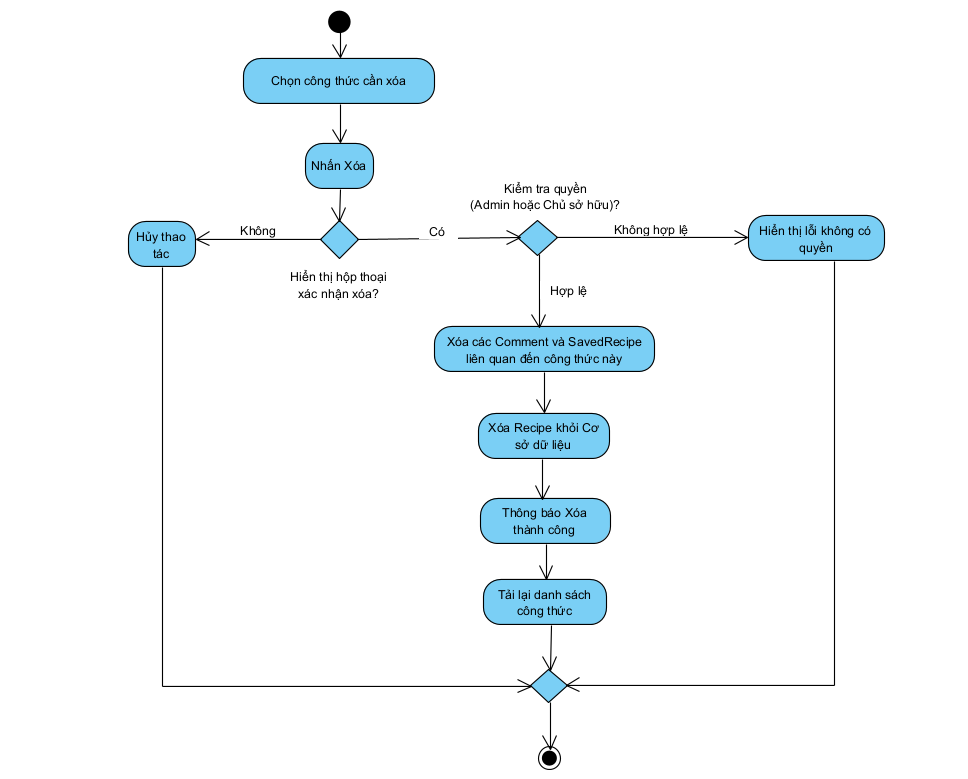 Chọn công thức cần xóa
Nhấn Xóa
Kiểm tra quyền
(Admin hoặc Chủ sở hữu)?
Hủy thao
tác
Không
Có
Không hợp lệ
Hiển thị lỗi không có
quyền
Hiển thị hộp thoại
xác nhận xóa?
Hợp lệ
Xóa các Comment và SavedRecipe
liên quan đến công thức này
Xóa Recipe khỏi Cơ
sở dữ liệu
Thông báo Xóa
thành công
Tải lại danh sách
công thức